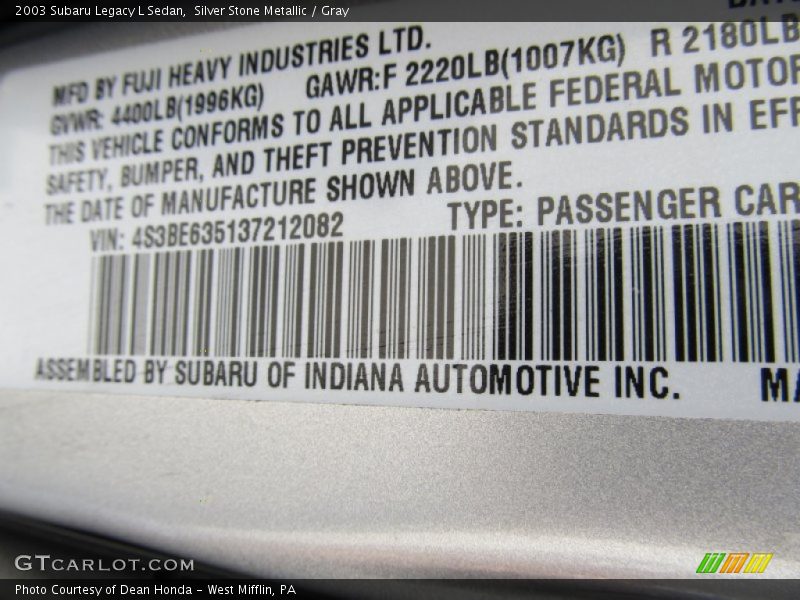 2003 Subaru Legacy L Sedan,  Silver Stone Metallic / Gray
MFD BY FUJI HEAVY INDUSTRIES LTD.
GVWR: 4400LB(1996KG) GAWR:F 2220LB(1007KG) R 2180LB
THIS VEHICLE CONFORMS TO ALL APPLICABLE FEDERAL MOTOR
SAFETY, BUMPER, AND THEFT PREVENTION STANDARDS IN EFF
THE DATE OF MANUFACTURE SHOWN ABOVE.
VIN: 4S3BE635137212082 TYPE: PASSENGER CAR
ASSEMBLED BY SUBARU OF INDIANA AUTOMOTIVE INC. MA
GTCARLOT.COM
Photo Courtesy of Dean Honda - West Mifflin, PA